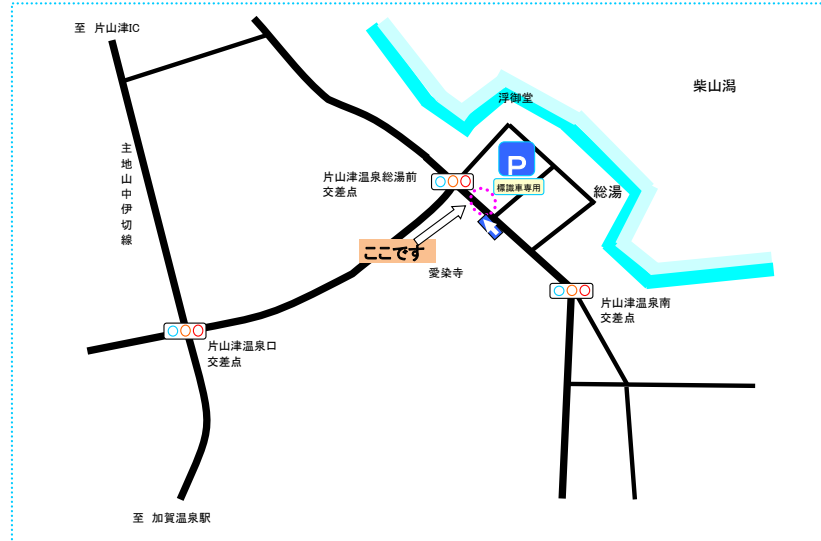 至 片山津IC
柴山潟
浮御堂
P
主地山中伊切線
片山津温泉総湯前
交差点
標識車専用
総湯
ここです
愛染寺
片山津温泉南
交差点
片山津温泉口
交差点
至 加賀温泉駅